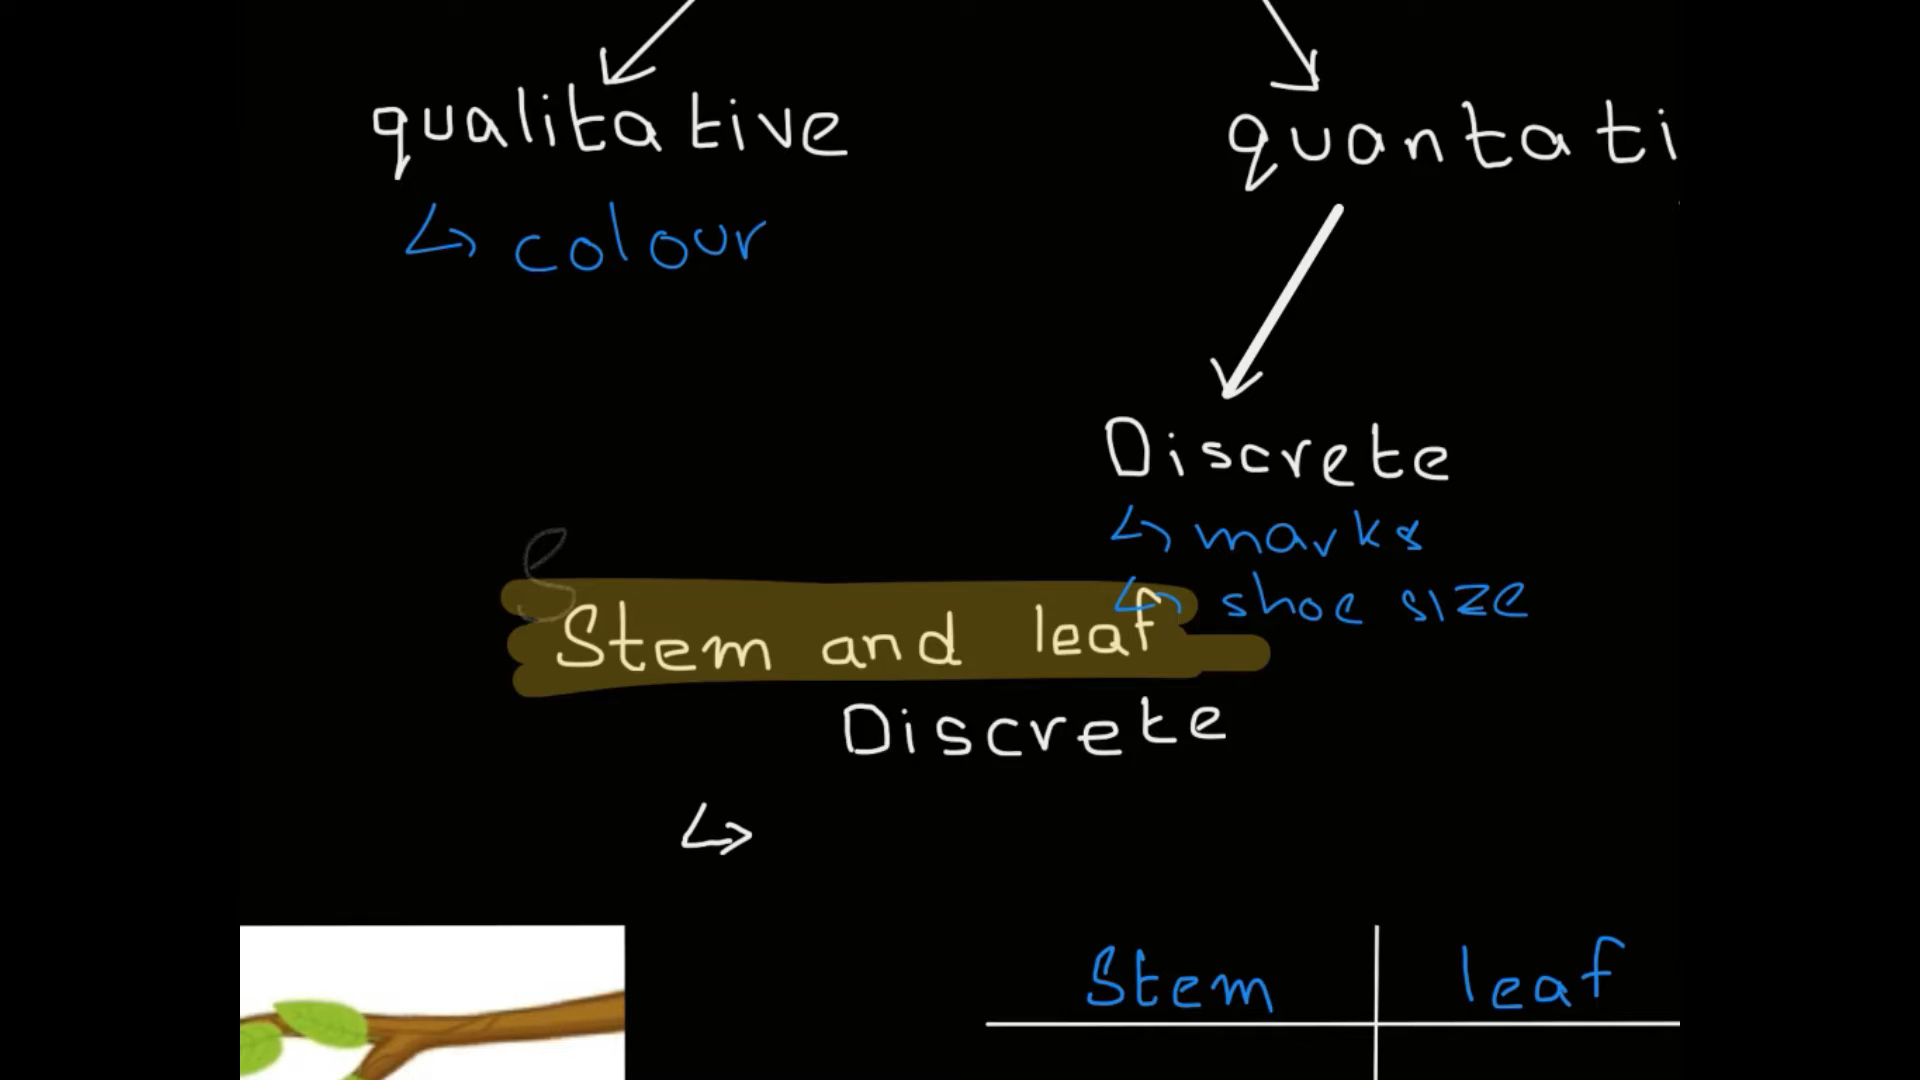 qualitative quantati
↳ colour
Discrete
↳ marks
↳ shoe size
Stem and leaf
Discrete
↳
Stem leaf